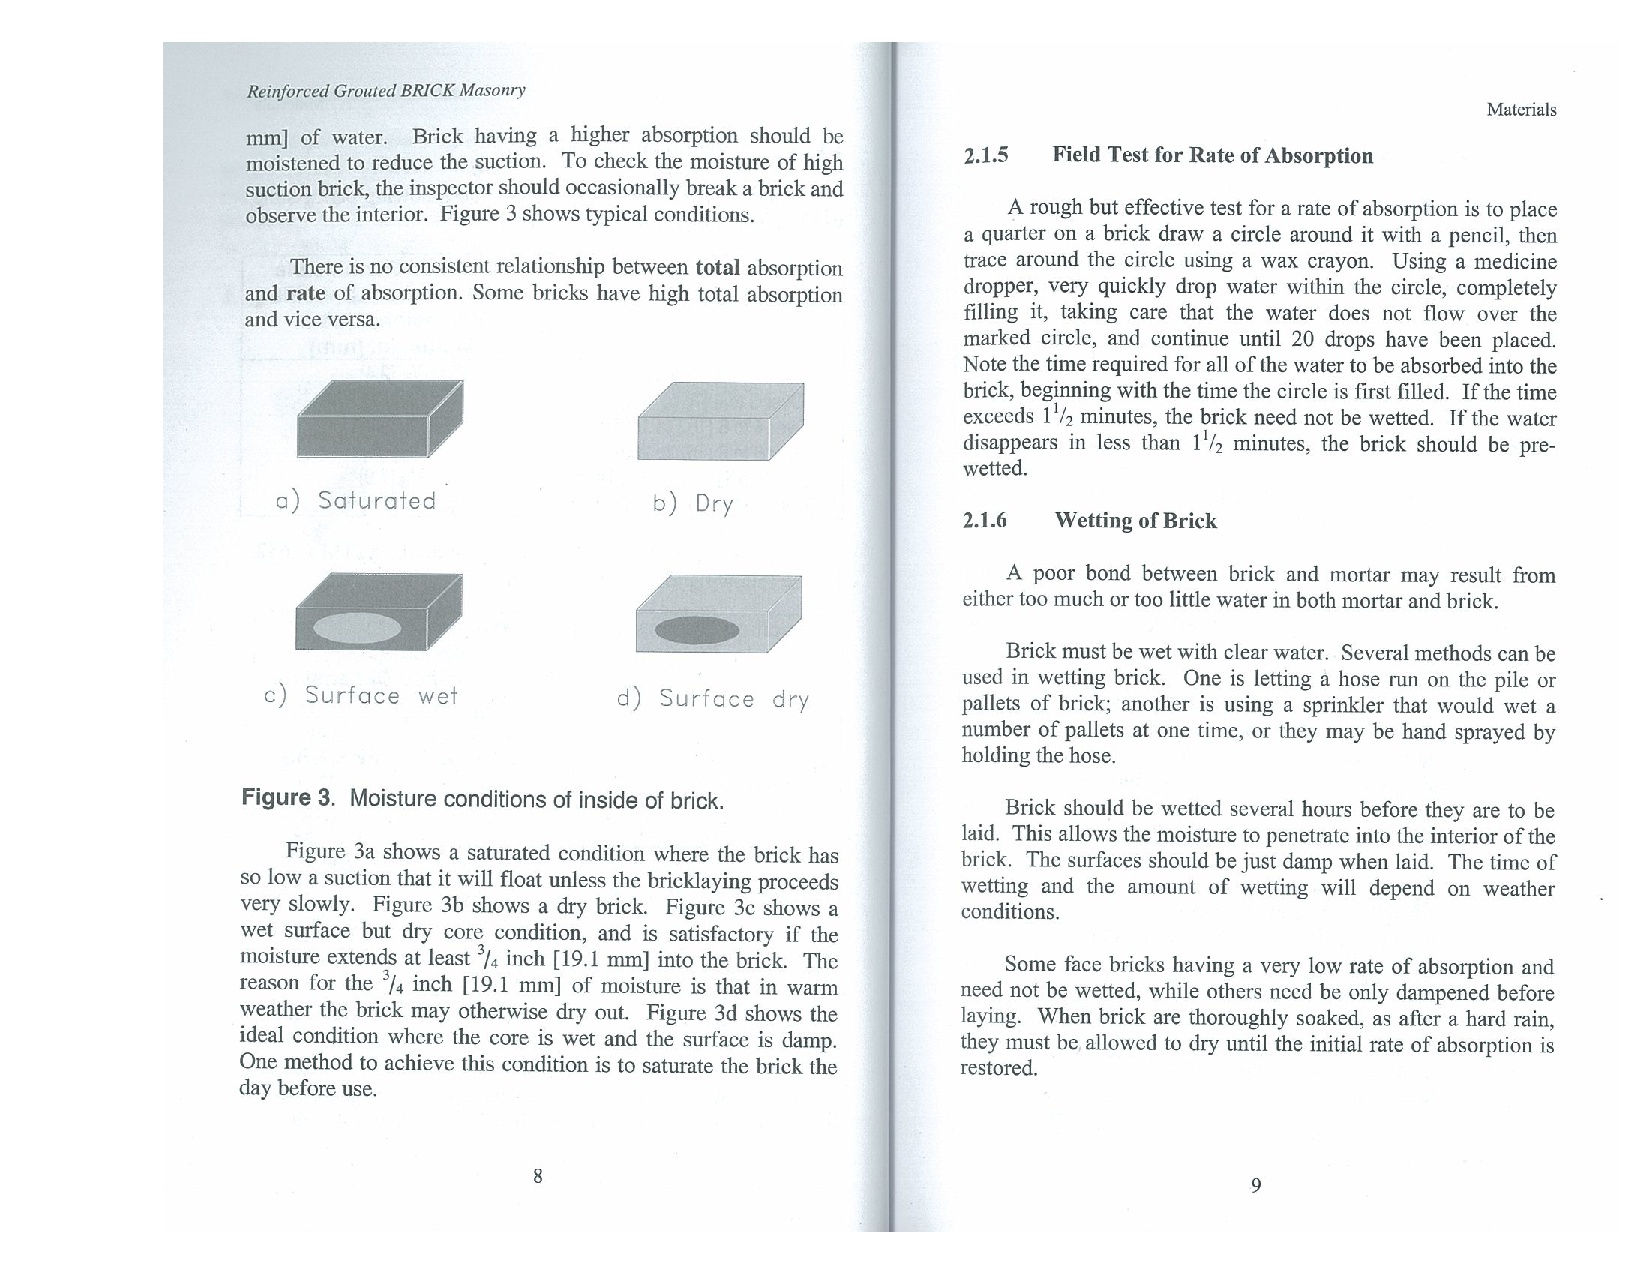 Reinforced Grouted BRICK Masonry
mm] of water. Brick having a higher absorption should be
moistened to reduce the suction. To check the moisture of high
suction brick, the inspector should occasionally break a brick and
observe the interior. Figure 3 shows typical conditions.
There is no consistent relationship between total absorption
and rate of absorption. Some bricks have high total absorption
and vice versa.
a) Saturated
b) Dry
c) Surface wet
d) Surface dry
Figure 3. Moisture conditions of inside of brick.
Figure 3a shows a saturated condition where the brick has
so low a suction that it will float unless the bricklaying proceeds
very slowly. Figure 3b shows a dry brick. Figure 3c shows a
wet surface but dry core condition, and is satisfactory if the
moisture extends at least 3/4 inch [19.1 mm] into the brick. The
reason for the 3/4 inch [19.1 mm] of moisture is that in warm
weather the brick may otherwise dry out. Figure 3d shows the
ideal condition where the core is wet and the surface is damp.
One method to achieve this condition is to saturate the brick the
day before use.
8
Materials
2.1.5 Field Test for Rate of Absorption
A rough but effective test for a rate of absorption is to place
a quarter on a brick draw a circle around it with a pencil, then
trace around the circle using a wax crayon. Using a medicine
dropper, very quickly drop water within the circle, completely
filling it, taking care that the water does not flow over the
marked circle, and continue until 20 drops have been placed.
Note the time required for all of the water to be absorbed into the
brick, beginning with the time the circle is first filled. If the time
exceeds 1 1/2 minutes, the brick need not be wetted. If the water
disappears in less than 1 1/2 minutes, the brick should be pre-
wetted.
2.1.6 Wetting of Brick
A poor bond between brick and mortar may result from
either too much or too little water in both mortar and brick.
Brick must be wet with clear water. Several methods can be
used in wetting brick. One is letting a hose run on the pile or
pallets of brick; another is using a sprinkler that would wet a
number of pallets at one time, or they may be hand sprayed by
holding the hose.
Brick should be wetted several hours before they are to be
laid. This allows the moisture to penetrate into the interior of the
brick. The surfaces should be just damp when laid. The time of
wetting and the amount of wetting will depend on weather
conditions.
Some face bricks having a very low rate of absorption and
need not be wetted, while others need be only dampened before
laying. When brick are thoroughly soaked, as after a hard rain,
they must be allowed to dry until the initial rate of absorption is
restored.
9